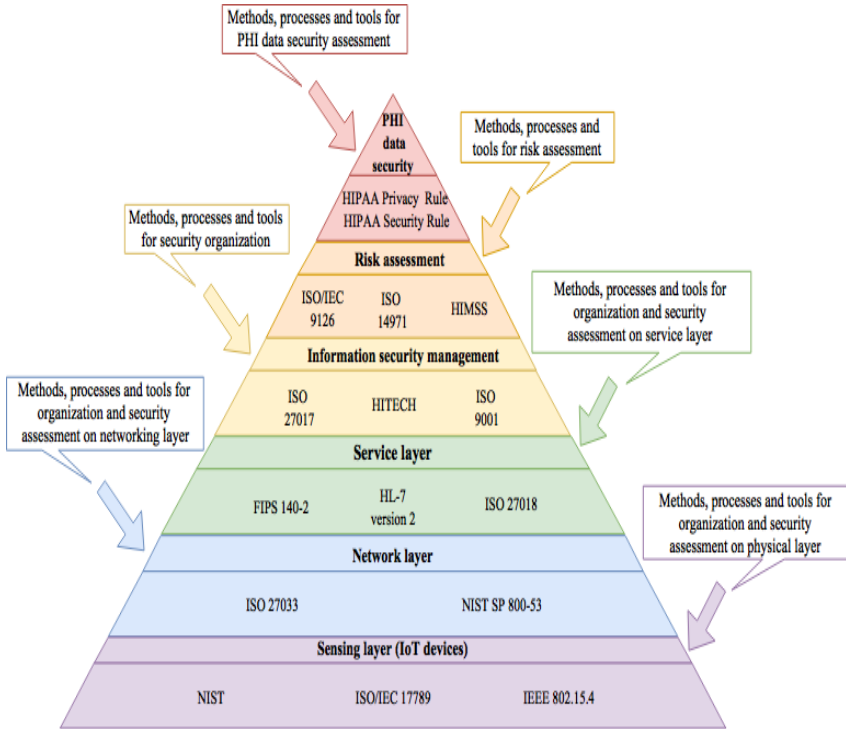 Methods, processes and tools for
PHI data security assessment
PHI
data
security
Methods, processes and
tools for risk assessment
HIPAA Privacy Rule
HIPAA Security Rule
Methods, processes and tools
for security organization
Risk assessment
ISO/IEC
9126
ISO
14971
HIMSS
Methods, processes and tools for
organization and security
assessment on service layer
Information security management
ISO
27017
HITECH
ISO
9001
Methods, processes and tools for
organization and security
assessment on networking layer
Service layer
FIPS 140-2
HL-7
version 2
ISO 27018
Methods, processes and tools for
organization and security
assessment on physical layer
Network layer
ISO 27033
NIST SP 800-53
Sensing layer (IoT devices)
NIST
ISO/IEC 17789
IEEE 802.15.4